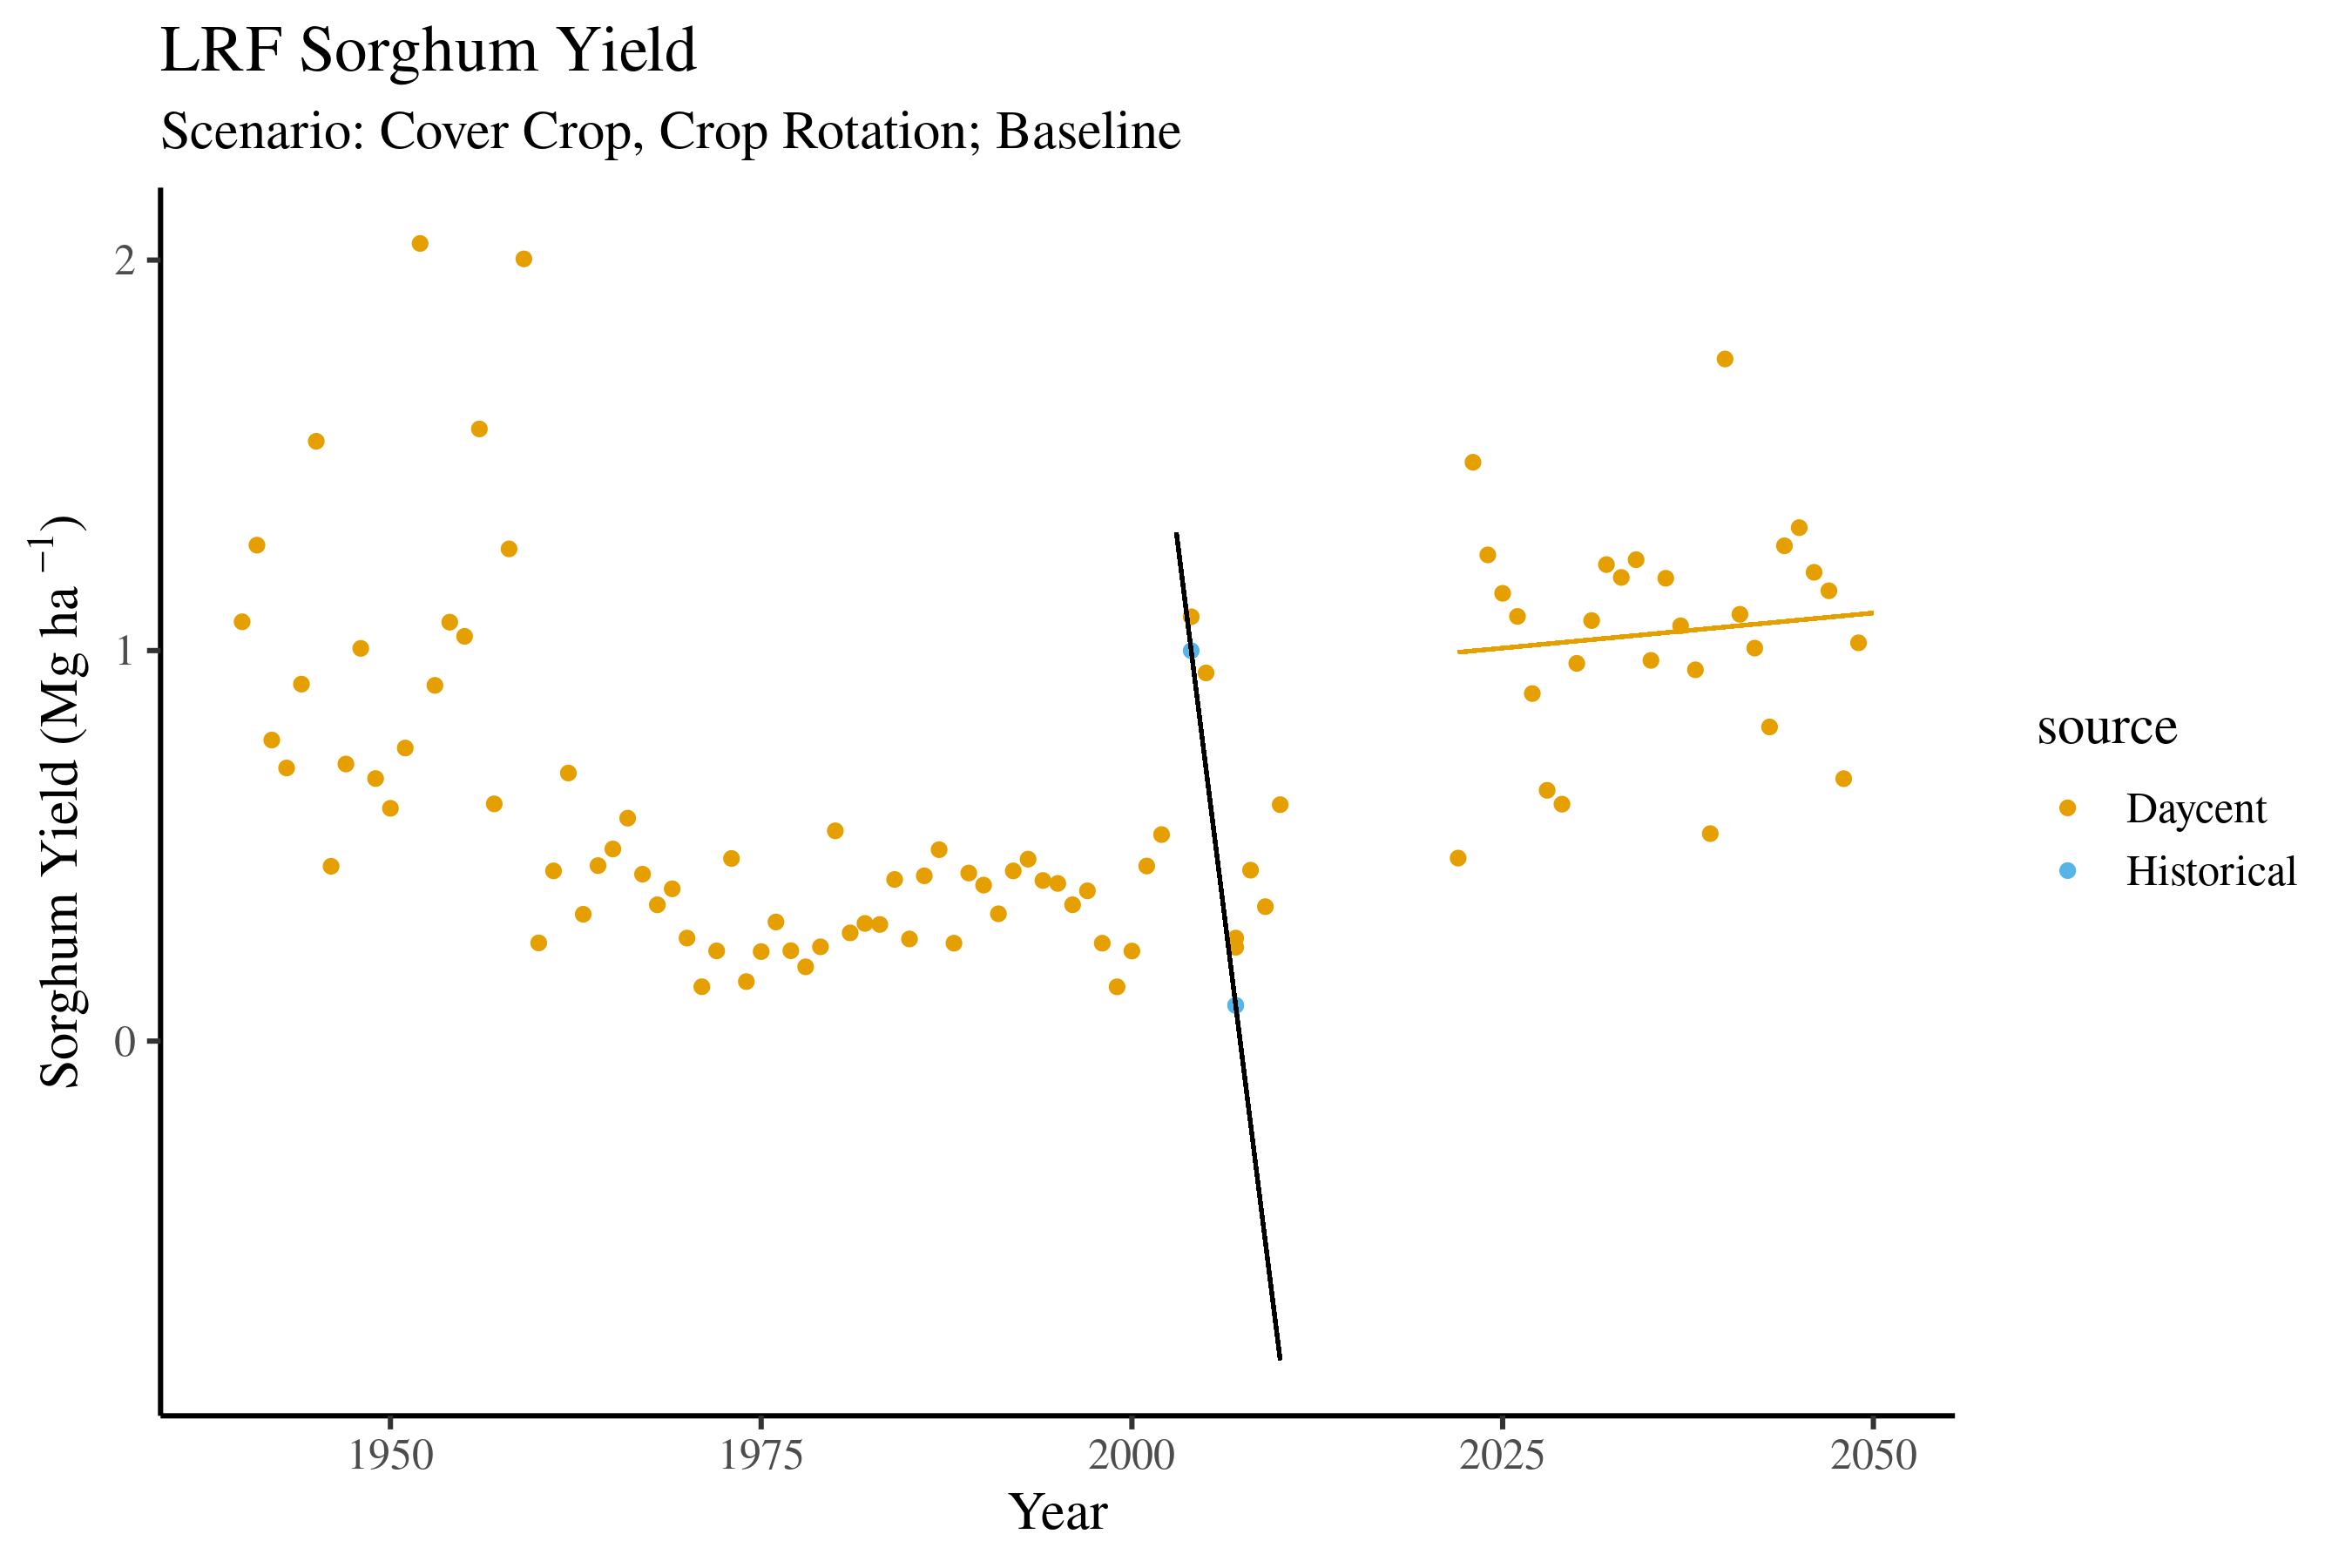 LRF Sorghum Yield
Scenario: Cover Crop, Crop Rotation; Baseline
Sorghum Yield (Mg ha −1)
2
1
0
1950
1975
2000
2025
2050
Year
source
Daycent
Historical